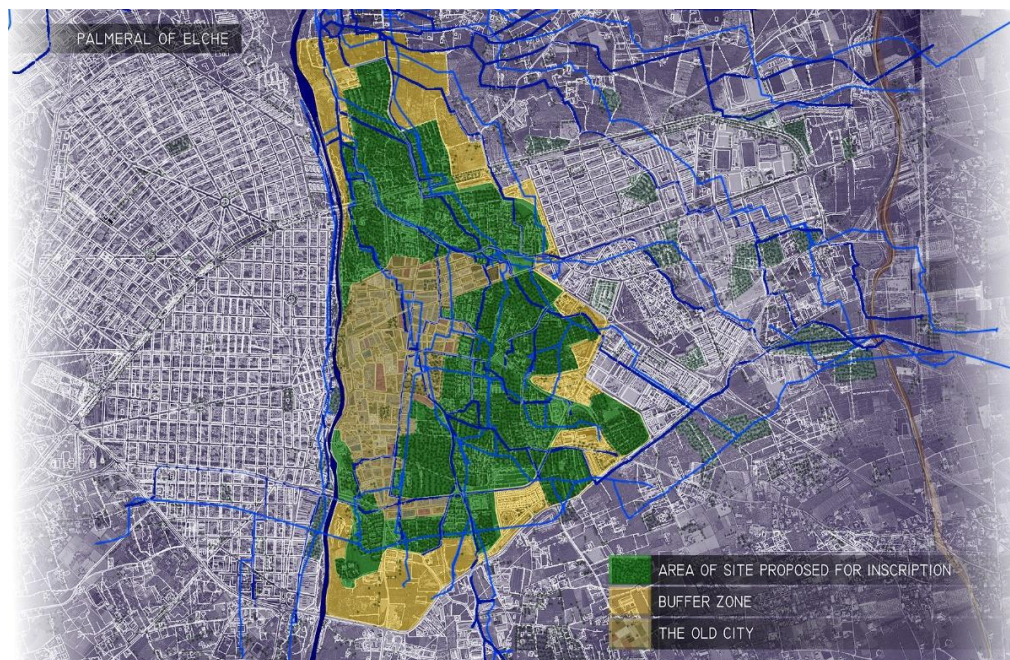 PALMERAL OF ELCHE
AREA OF SITE PROPOSED FOR INSCRIPTION
BUFFER ZONE
THE OLD CITY